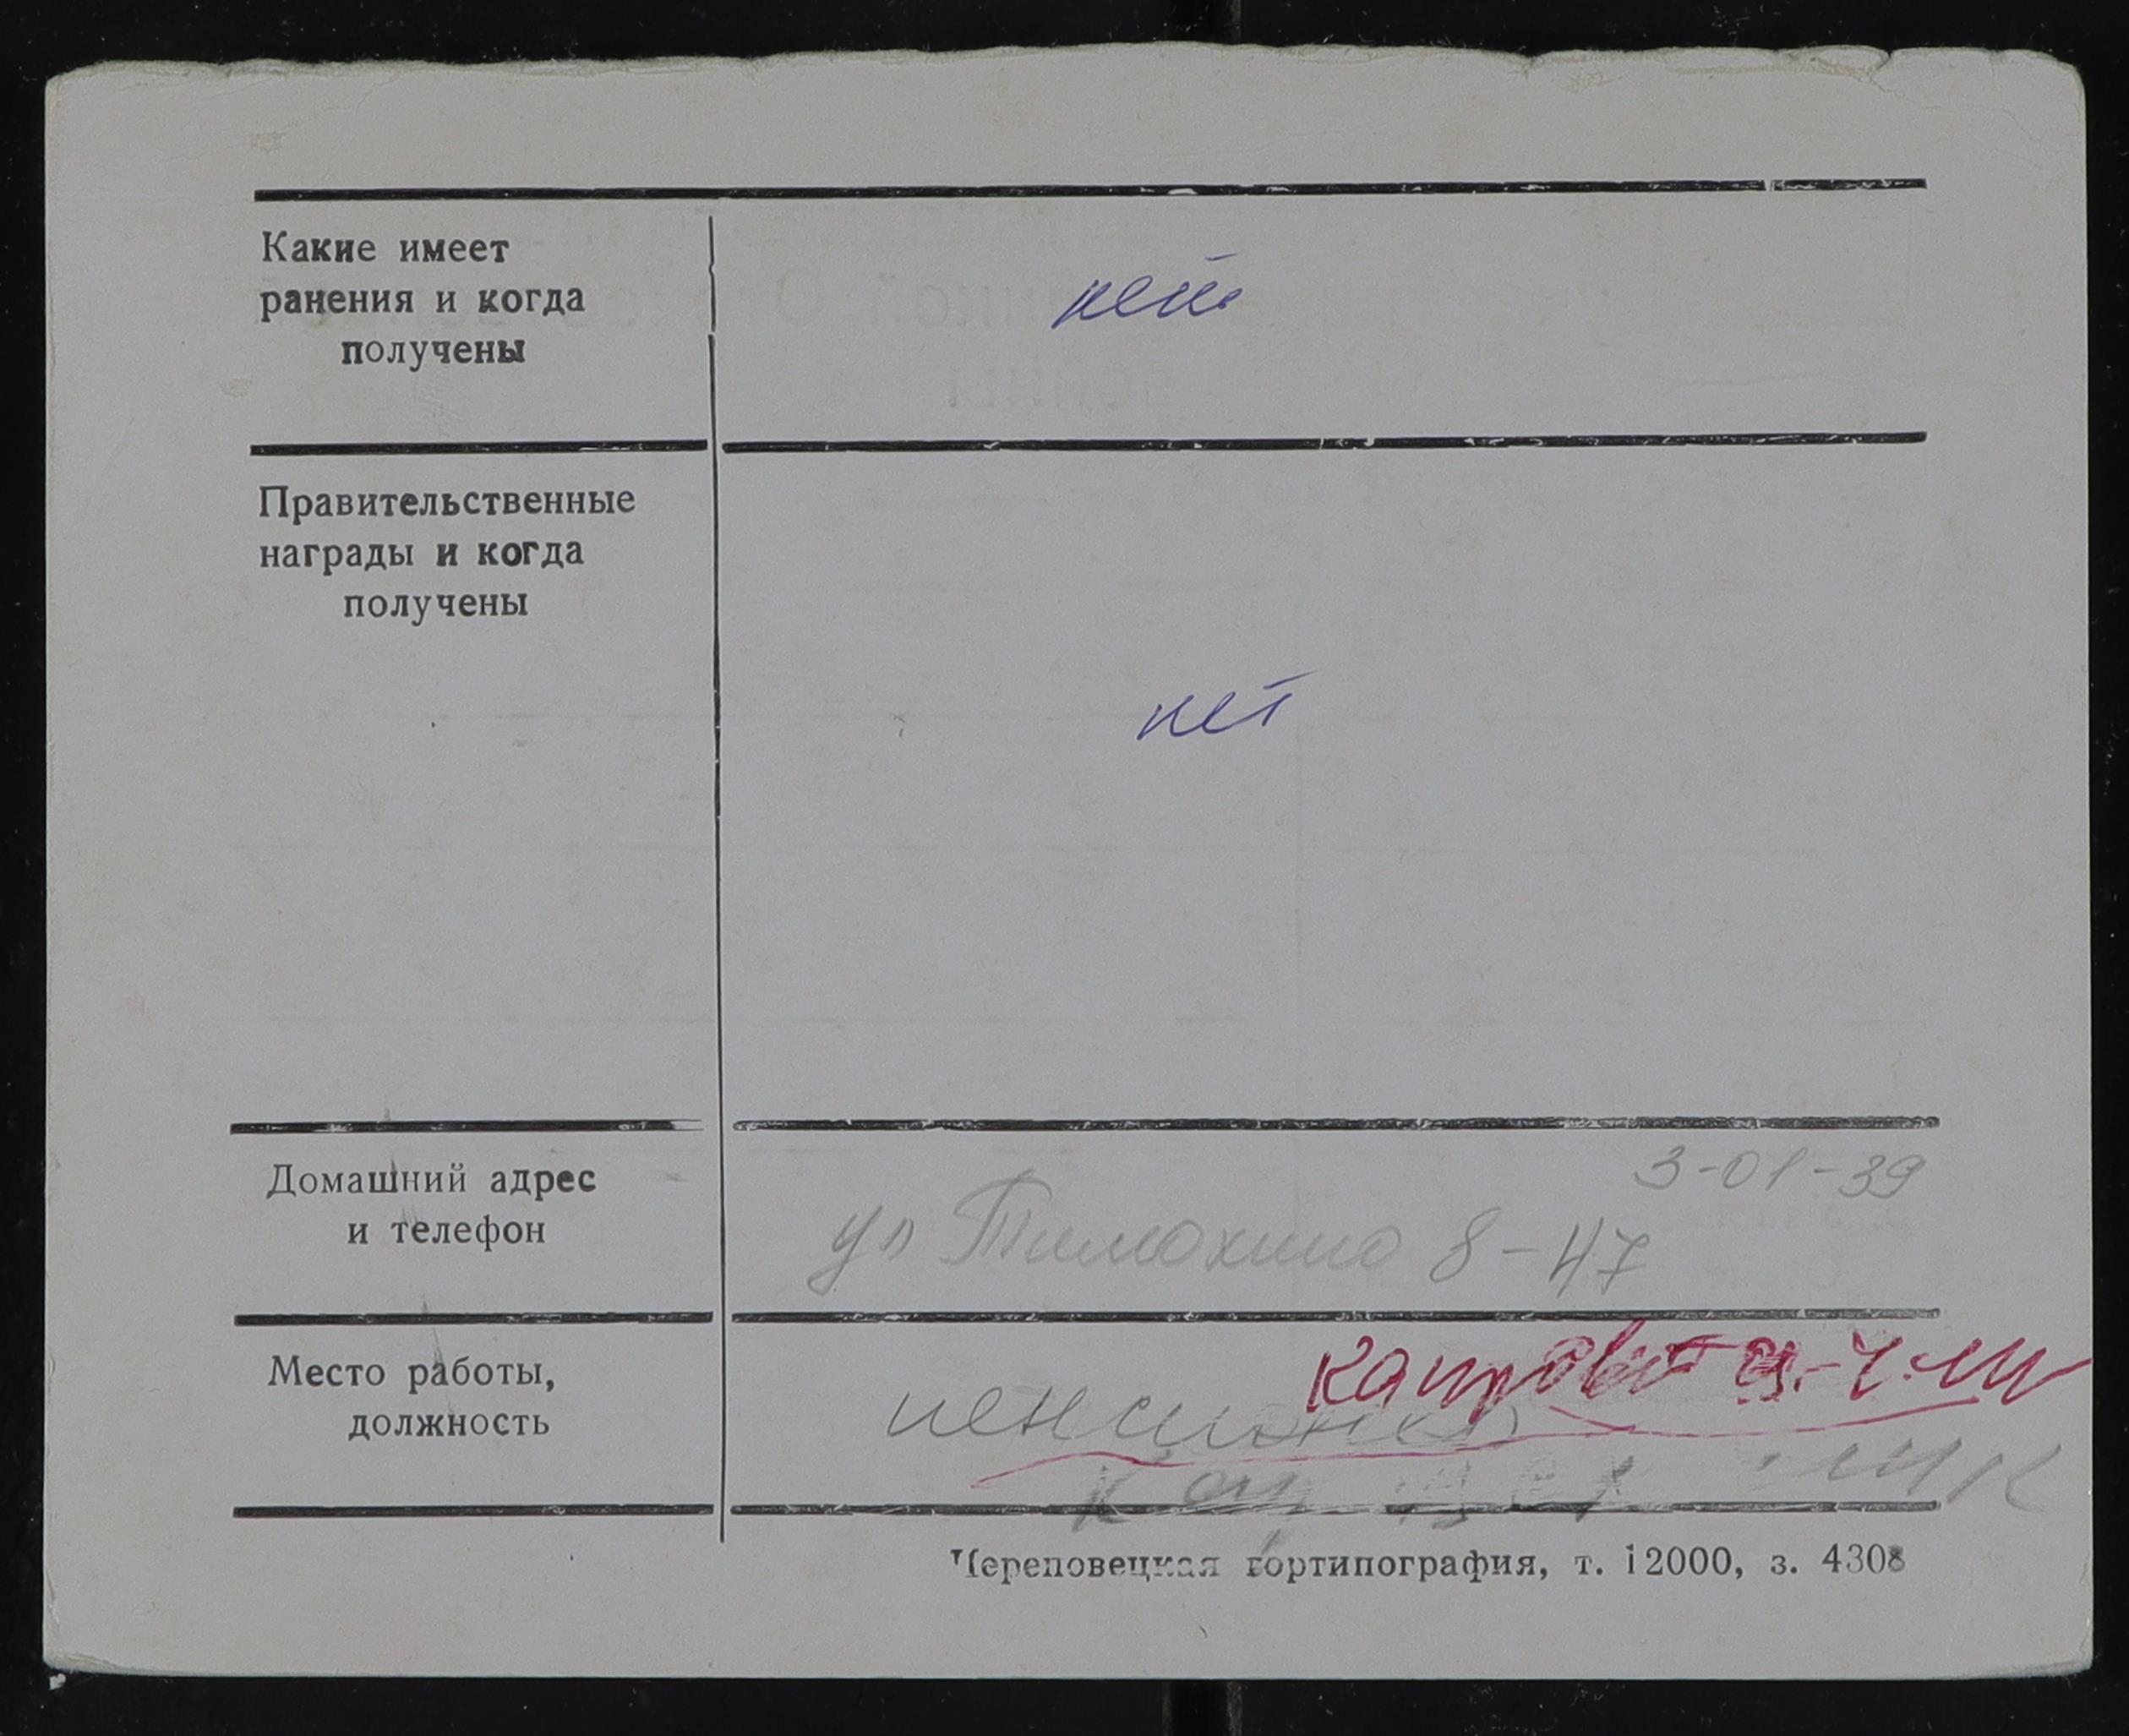 Какие имеет
ранения и когда
получены
нет
Правительственные
награды и когда
получены
нет
Домашний адрес
и телефон
3-01-39
ул Тимохина 8-47
Место работы,
должность
пенсионер
Череповецкая гортипография, т. 12000, з. 4308